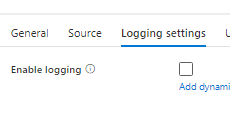 General Source Logging settings
Enable logging
Add dynami